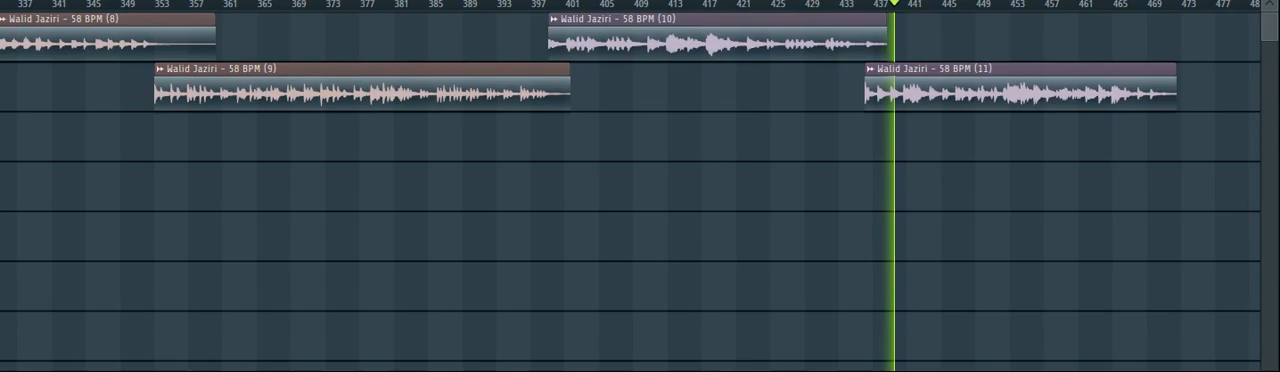 337 341 345 349 353 357 361 365 369 373 377 381 385 389 393 397 401 405 409 413 417 421 425 429 433 437 441 445 449 453 457 461 465 469 473 477 48
Walid Jaziri - 58 BPM (8) Walid Jaziri - 58 BPM (10)
Walid Jaziri - 58 BPM (9) Walid Jaziri - 58 BPM (11)